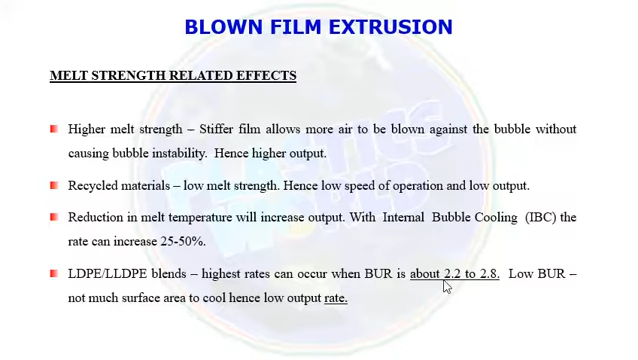 BLOWN FILM EXTRUSION
MELT STRENGTH RELATED EFFECTS
Higher melt strength – Stiffer film allows more air to be blown against the bubble without
causing bubble instability. Hence higher output.
Recycled materials – low melt strength. Hence low speed of operation and low output.
Reduction in melt temperature will increase output. With Internal Bubble Cooling (IBC) the
rate can increase 25-50%.
LDPE/LLDPE blends – highest rates can occur when BUR is about 2.2 to 2.8. Low BUR –
not much surface area to cool hence low output rate.
PLASTICS
WORLD